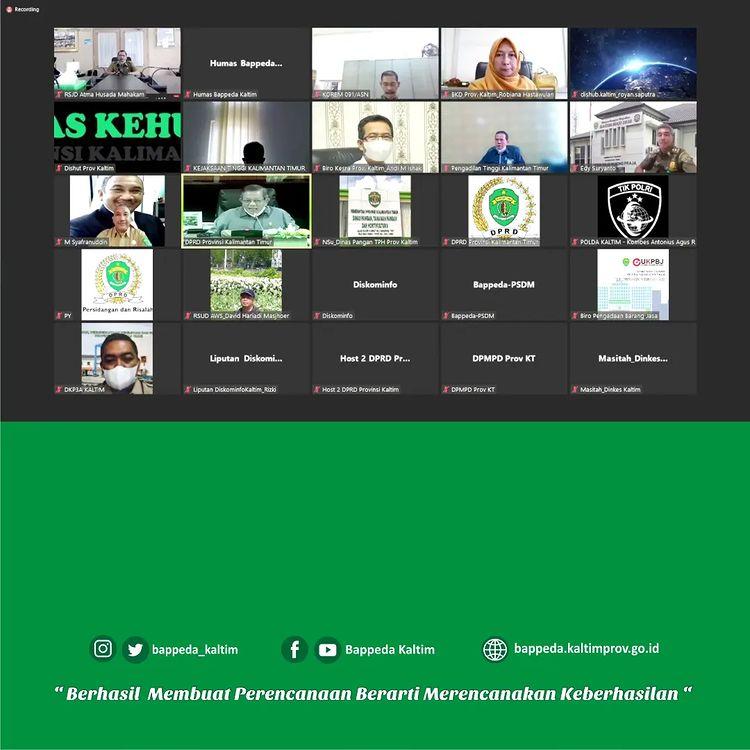 Recording
Humas Bappeda...
RSJD Atma Husada Mahakam
Humas Bappeda Kaltim
KOREM 091/ASN
BKD Prov. Kaltim_Robiana Hastawulan
dishub.kaltim_royan.saputra
AS KEHU
NSI KALIMA
Dishut Prov Kaltim
KEJAKSAAN TINGGI KALIMANTAN TIMUR
Biro Kesra Prov. Kaltim_Andi M Ishak
Pengadilan Tinggi Kalimantan Timur
Edy Suryanto
DPRD
TIK POLRI
M Syafranuddin
DPRD Provinsi Kalimantan Timur
NSu_Dinas Pangan TPH Prov Kaltim
DPRD Provinsi Kalimantan Timur
POLDA KALTIM - Kombes Antonius Agus R
DPRD
Persidangan dan Risalah
Diskominfo
Bappeda-PSDM
UKPBJ
PY
RSUD AWS_David Hariadi Masjhoer
Diskominfo
Bappeda-PSDM
Biro Pengadaan Barang Jasa
Liputan Diskomi...
Host 2 DPRD Pr...
DPMPD Prov KT
Masitah_Dinkes...
DKP3A KALTIM
Liputan DiskominfoKaltim_Rizki
Host 2 DPRD Provinsi Kaltim
DPMPD Prov KT
Masitah_Dinkes Kaltim
bappeda_kaltim
Bappeda Kaltim
bappeda.kaltimprov.go.id
“ Berhasil Membuat Perencanaan Berarti Merencanakan Keberhasilan “